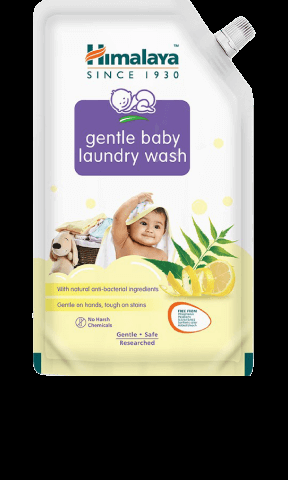 Himalaya
™
SINCE 1930
gentle baby
laundry wash
With natural anti-bacterial ingredients
Gentle on hands, tough on stains
No Harsh
Chemicals
FREE FROM
Gentle • Safe
Researched